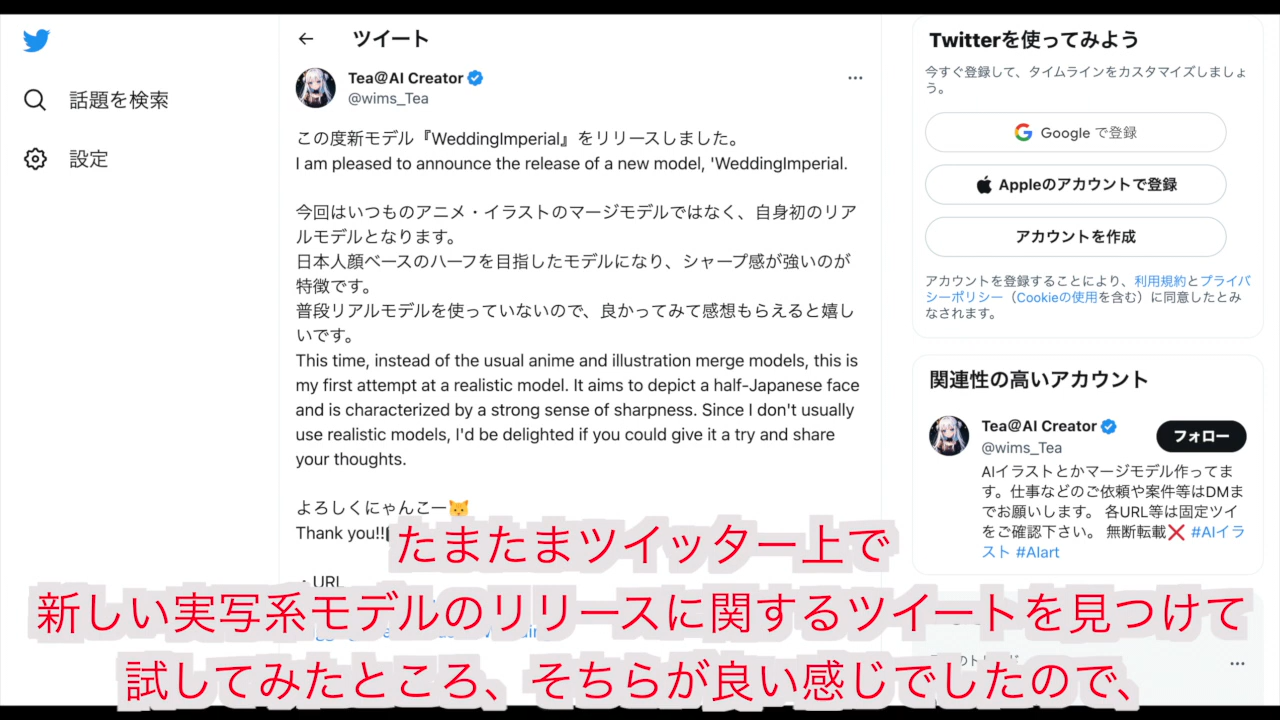 ツイート
話題を検索
設定
Tea@AI Creator
@wims_Tea
この度新モデル『WeddingImperial』をリリースしました。
I am pleased to announce the release of a new model, 'WeddingImperial.
今回はいつものアニメ・イラストのマージモデルではなく、自身初のリア
ルモデルとなります。
日本人顔ベースのハーフを目指したモデルになり、シャープ感が強いのが
特徴です。
普段リアルモデルを使っていないので、良かってみて感想もらえると嬉し
いです。
This time, instead of the usual anime and illustration merge models, this is
my first attempt at a realistic model. It aims to depict a half-Japanese face
and is characterized by a strong sense of sharpness. Since I don't usually
use realistic models, I'd be delighted if you could give it a try and share
your thoughts.
よろしくにゃんこー🐱
Thank you!!
URL
Twitterを使ってみよう
今すぐ登録して、タイムラインをカスタマイズしましょ
う。
Google で登録
Appleのアカウントで登録
アカウントを作成
アカウントを登録することにより、利用規約とプライバ
シーポリシー（Cookieの使用を含む）に同意したとみ
なされます。
関連性の高いアカウント
Tea@AI Creator
@wims_Tea
フォロー
AIイラストとかマージモデル作ってま
す。仕事などのご依頼や案件等はDMま
でお願いします。 各URL等は固定ツイ
をご確認下さい。 無断転載❌ #AIイラ
スト #AIart
たまたまツイッター上で
新しい実写系モデルのリリースに関するツイートを見つけて
試してみたところ、そちらが良い感じでしたので、